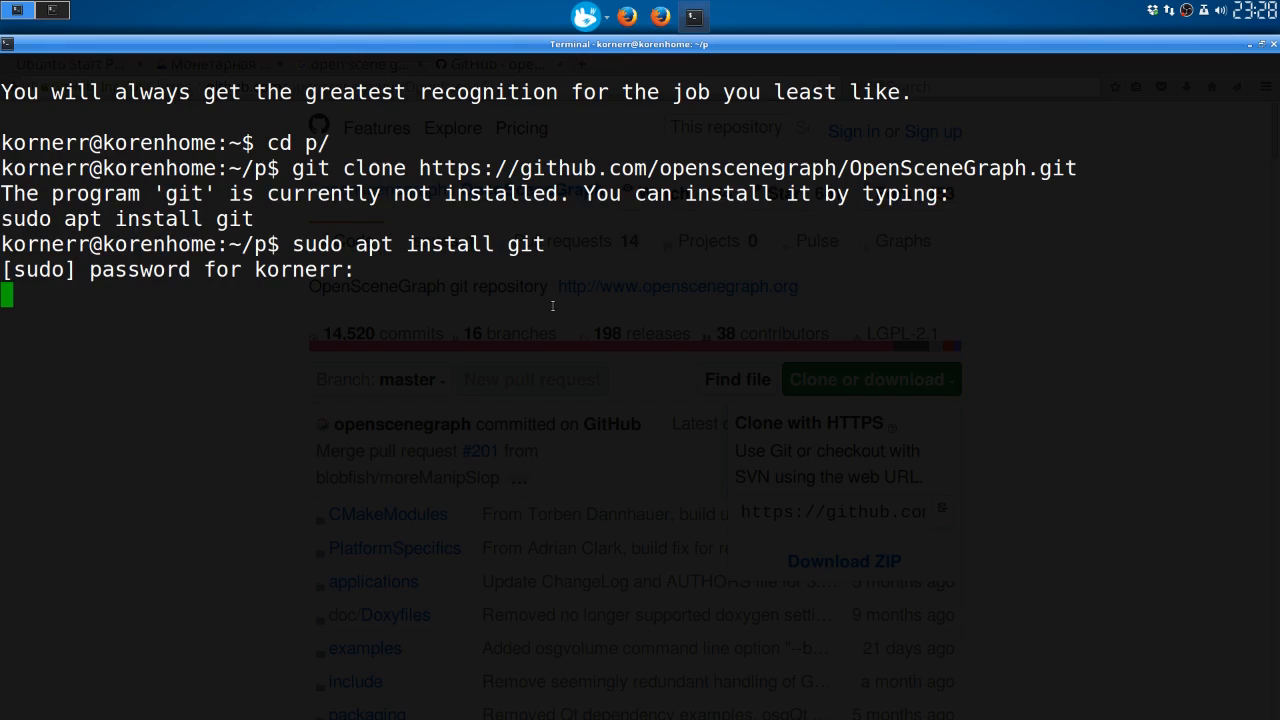 23:28
Terminal - kornerr@korenhome: ~/p
Ubuntu Start P...
Монетарная
open scene g...
GitHub - ope...
You will always get the greatest recognition for the job you least like.
Features Explore Pricing
This repository
Sign in or Sign up
kornerr@korenhome:~$ cd p/
kornerr@korenhome:~/p$ git clone https://github.com/openscenegraph/OpenSceneGraph.git
The program 'git' is currently not installed. You can install it by typing:
sudo apt install git
kornerr@korenhome:~/p$ sudo apt install git
requests 14 Projects 0 Pulse Graphs
[sudo] password for kornerr:
OpenSceneGraph git repository http://www.openscenegraph.org
14,520 commits 16 branches 198 releases 38 contributors LGPL-2.1
Branch: master New pull request Find file Clone or download
openscenegraph committed on GitHub Latest
Merge pull request #201 from
blobfish/moreManipSlop ...
Clone with HTTPS
Use Git or checkout with
SVN using the web URL.
https://github.co
Download ZIP
CMakeModules From Torben Dannhauer, build
PlatformSpecifics From Adrian Clark, build fix for
applications Update ChangeLog and AUTHORS file for 3.... 5 months ago
doc/Doxyfiles Removed no longer supported doxygen setti... 9 months ago
examples Added osgvolume command line option "--b... 21 days ago
include Remove seemingly redundant handling of G... a month ago
packaging Removed Qt dependency examples, osgQt 5 months ago